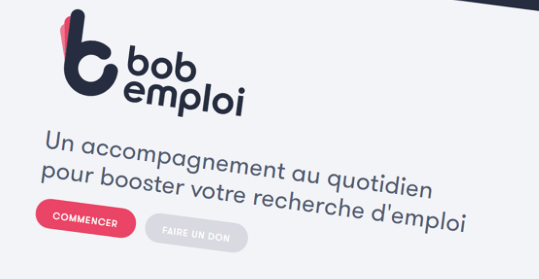 bob
emploi
Un accompagnement au quotidien
pour booster votre recherche d'emploi
COMMENCER
FAIRE UN DON